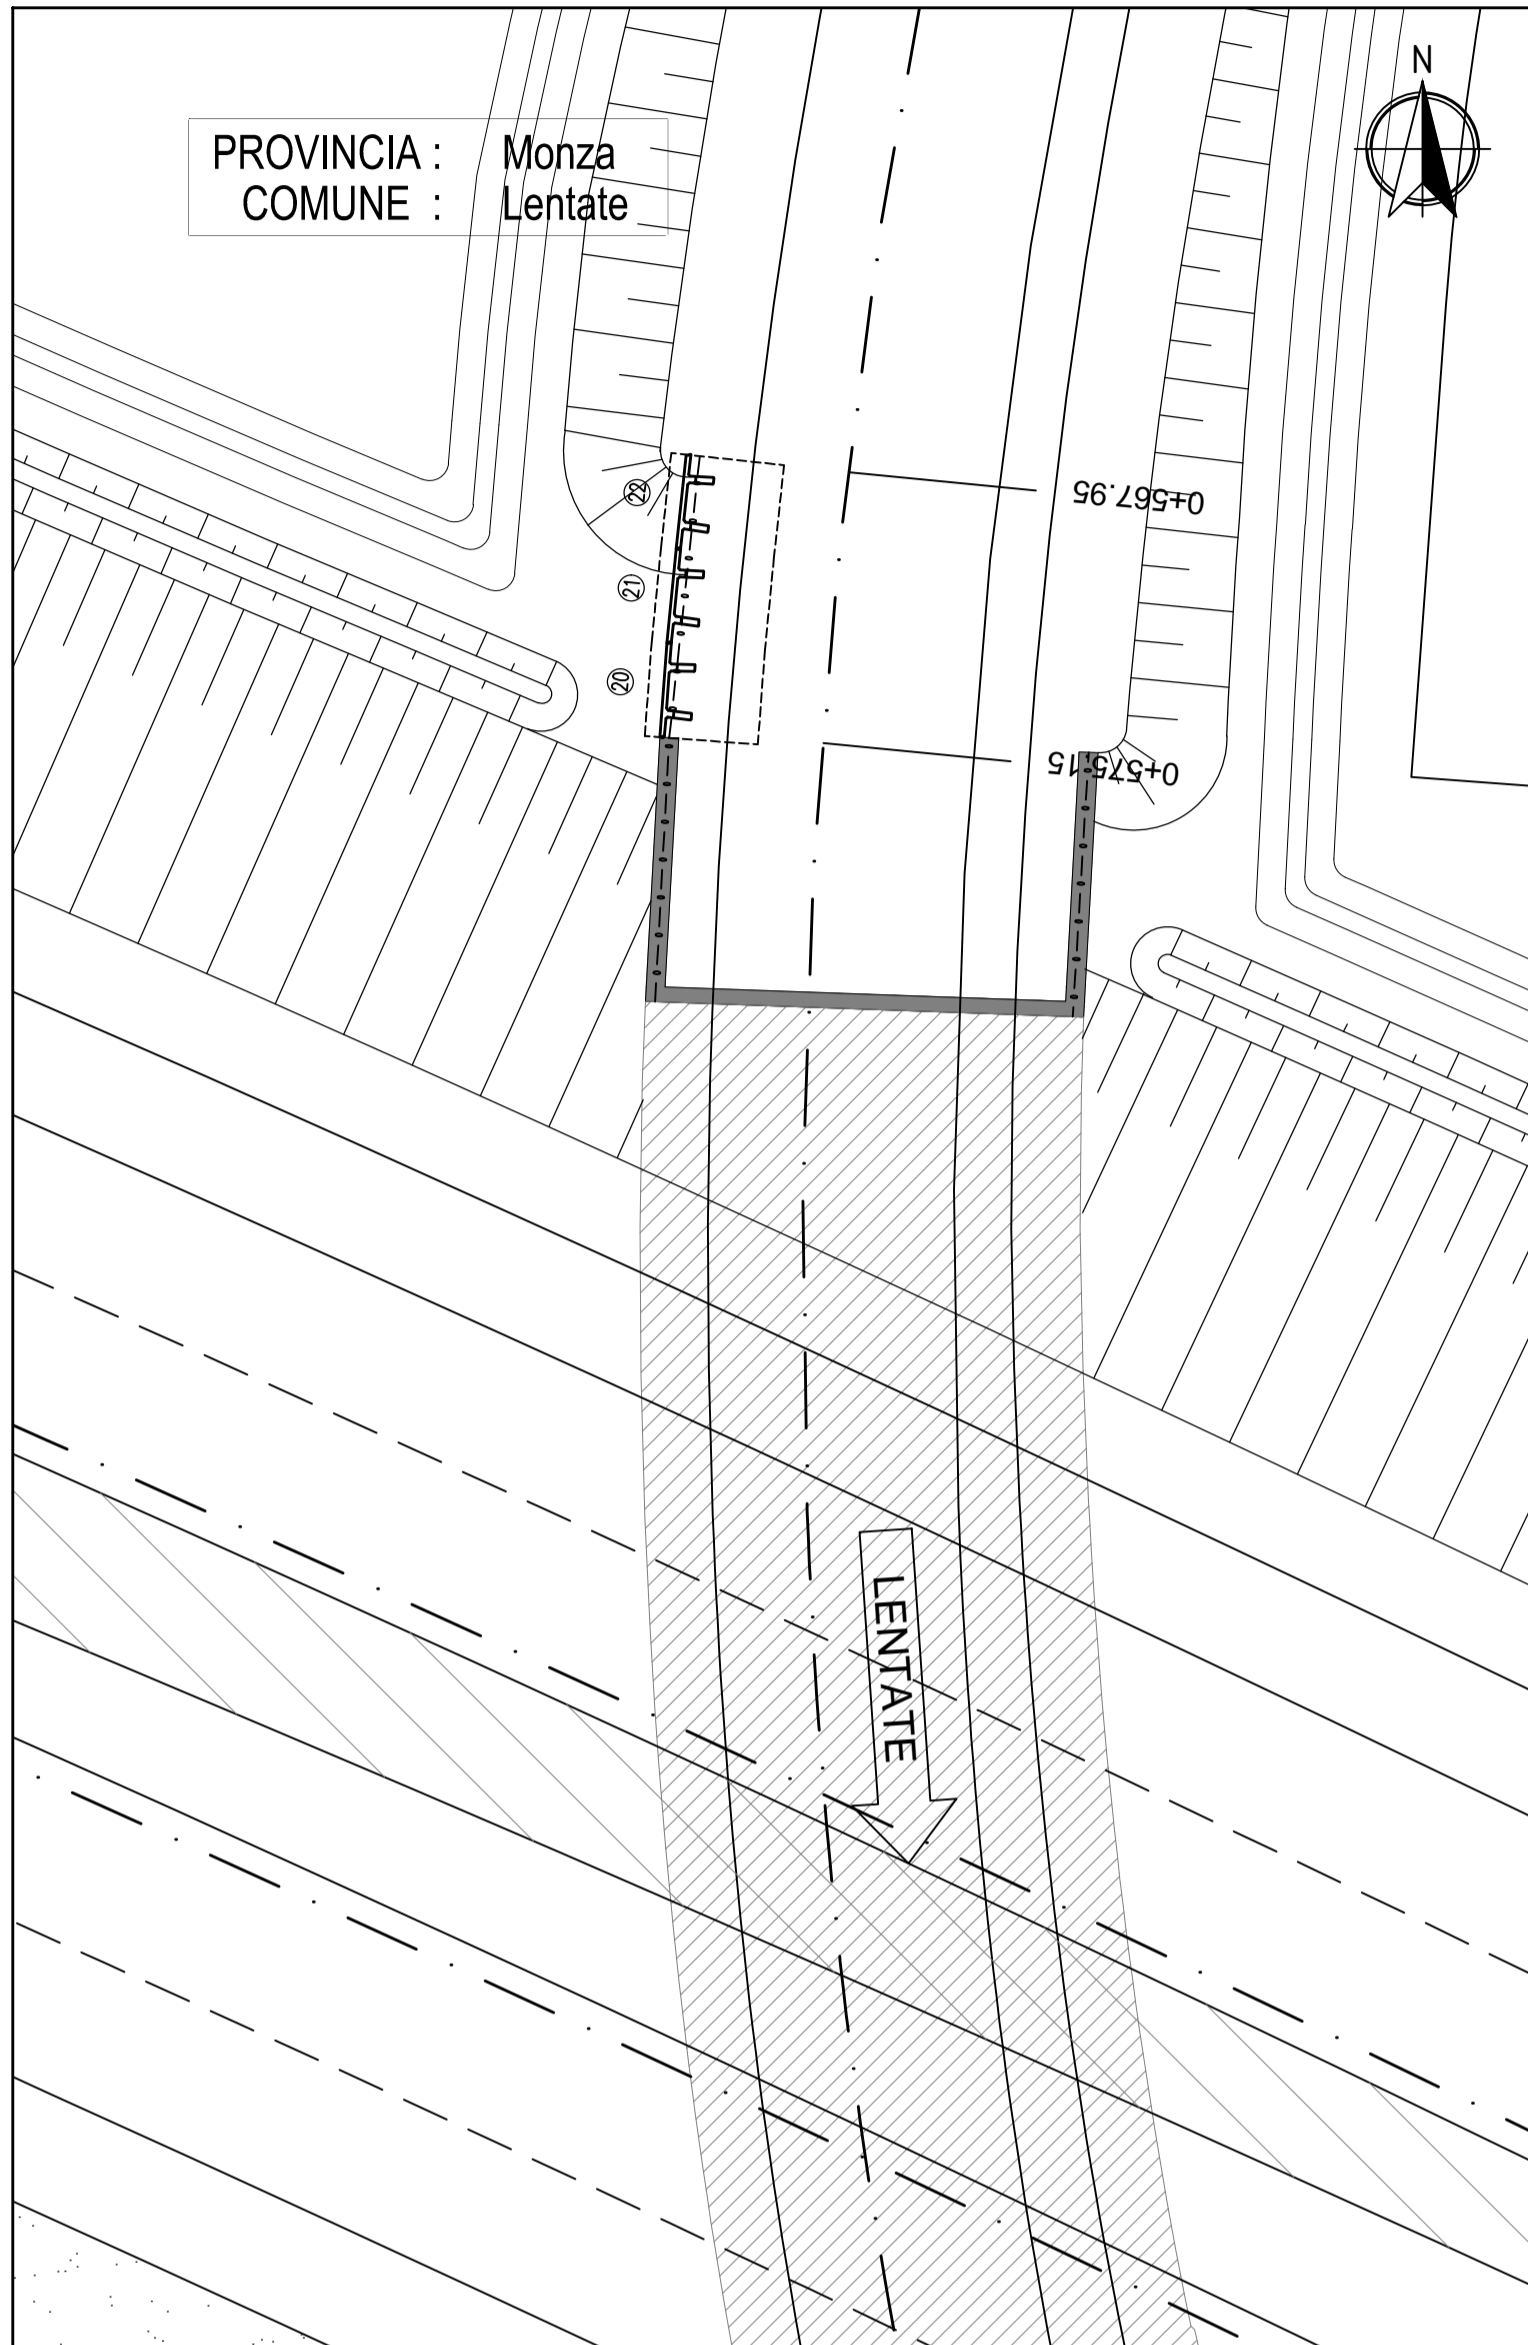 N
PROVINCIA : Monza
COMUNE : Lentate
22
0+567.95
21
20
0+575.15
LENTATE